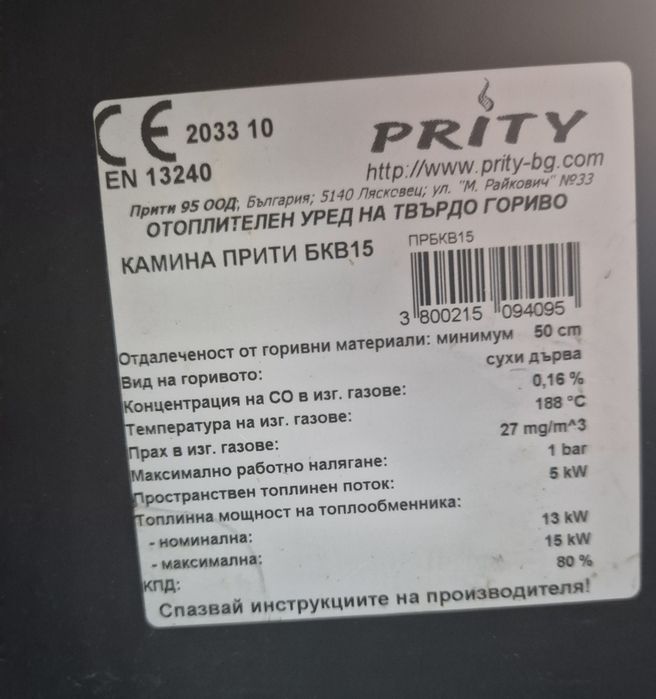 CE 2033 10
PRITY
EN 13240
http://www.prity-bg.com
Прити 95 ООД, България; 5140 Лясковец; ул. "М. Райкович" №33
ОТОПЛИТЕЛЕН УРЕД НА ТВЪРДО ГОРИВО
КАМИНА ПРИТИ БКВ15
ПРБКВ15
3 800215 094095
Отдалеченост от горивни материали: минимум 50 cm
Вид на горивото: сухи дърва
Концентрация на СО в изг. газове: 0,16 %
Температура на изг. газове: 188 °C
Прах в изг. газове: 27 mg/m^3
Максимално работно налягане: 1 bar
Пространствен топлинен поток: 5 kW
Топлинна мощност на топлообменника:
- номинална: 13 kW
- максимална: 15 kW
КПД: 80 %
Спазвай инструкциите на производителя!